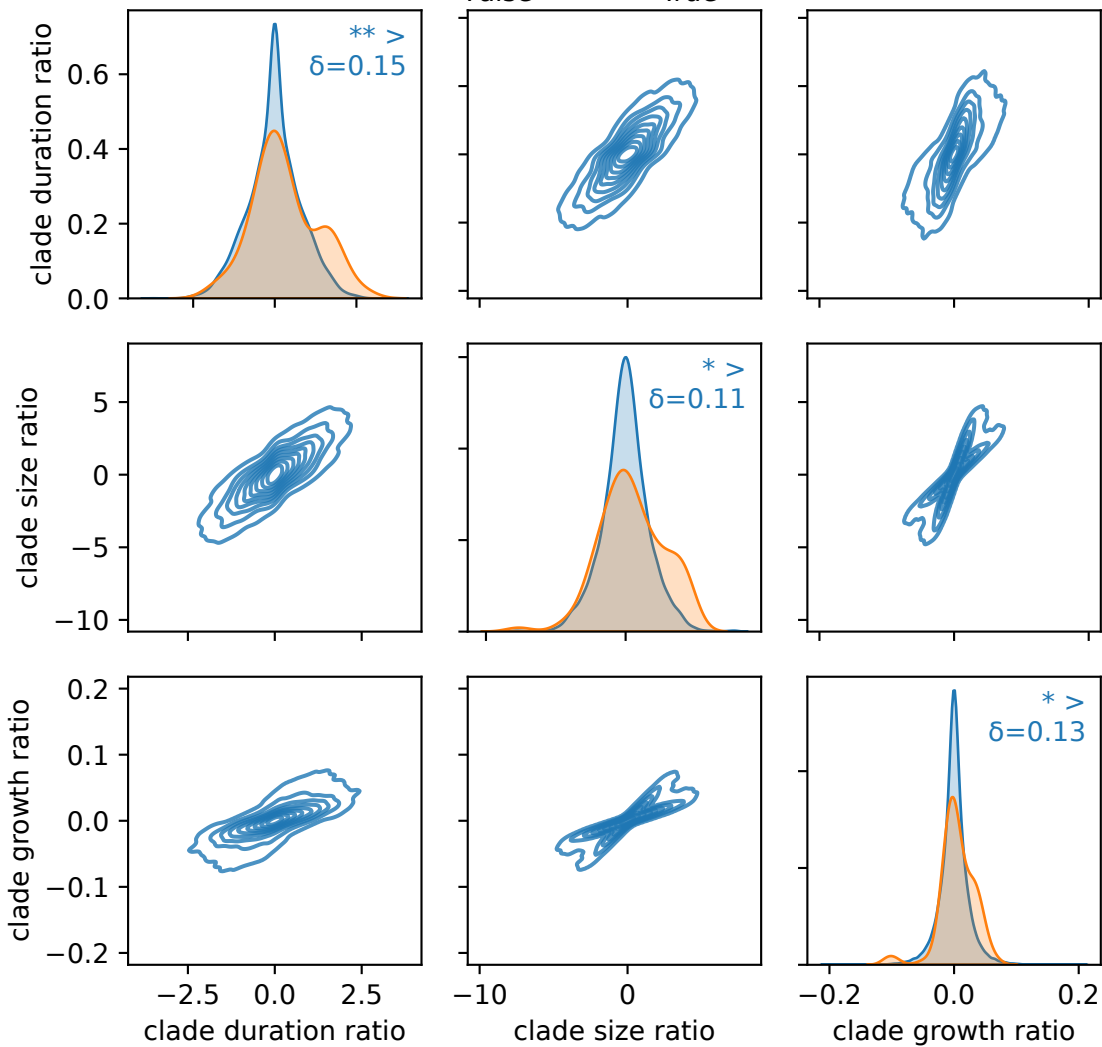 clade duration ratio
0.6
0.4
0.2
0.0
** >
δ=0.15
clade size ratio
5
0
−5
−10
* >
δ=0.11
clade growth ratio
0.2
0.1
0.0
−0.1
−0.2
* >
δ=0.13
−2.5 0.0 2.5
−10 0
−0.2 0.0 0.2
clade duration ratio
clade size ratio
clade growth ratio